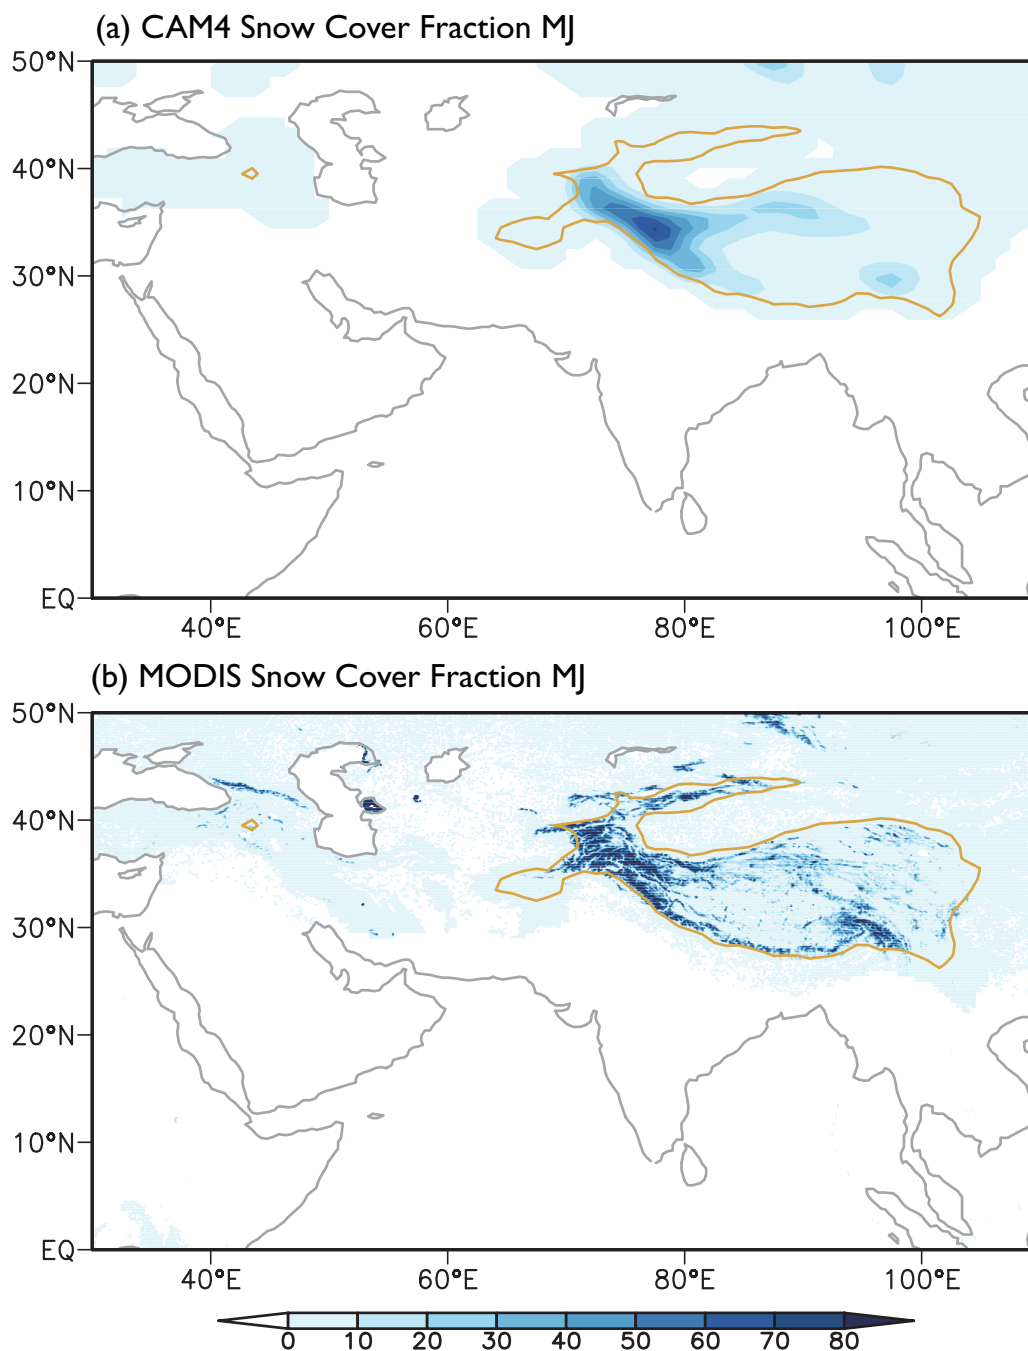 (a) CAM4 Snow Cover Fraction MJ
50°N
40°N
30°N
20°N
10°N
EQ
40°E 60°E 80°E 100°E
(b) MODIS Snow Cover Fraction MJ
50°N
40°N
30°N
20°N
10°N
EQ
40°E 60°E 80°E 100°E
0 10 20 30 40 50 60 70 80